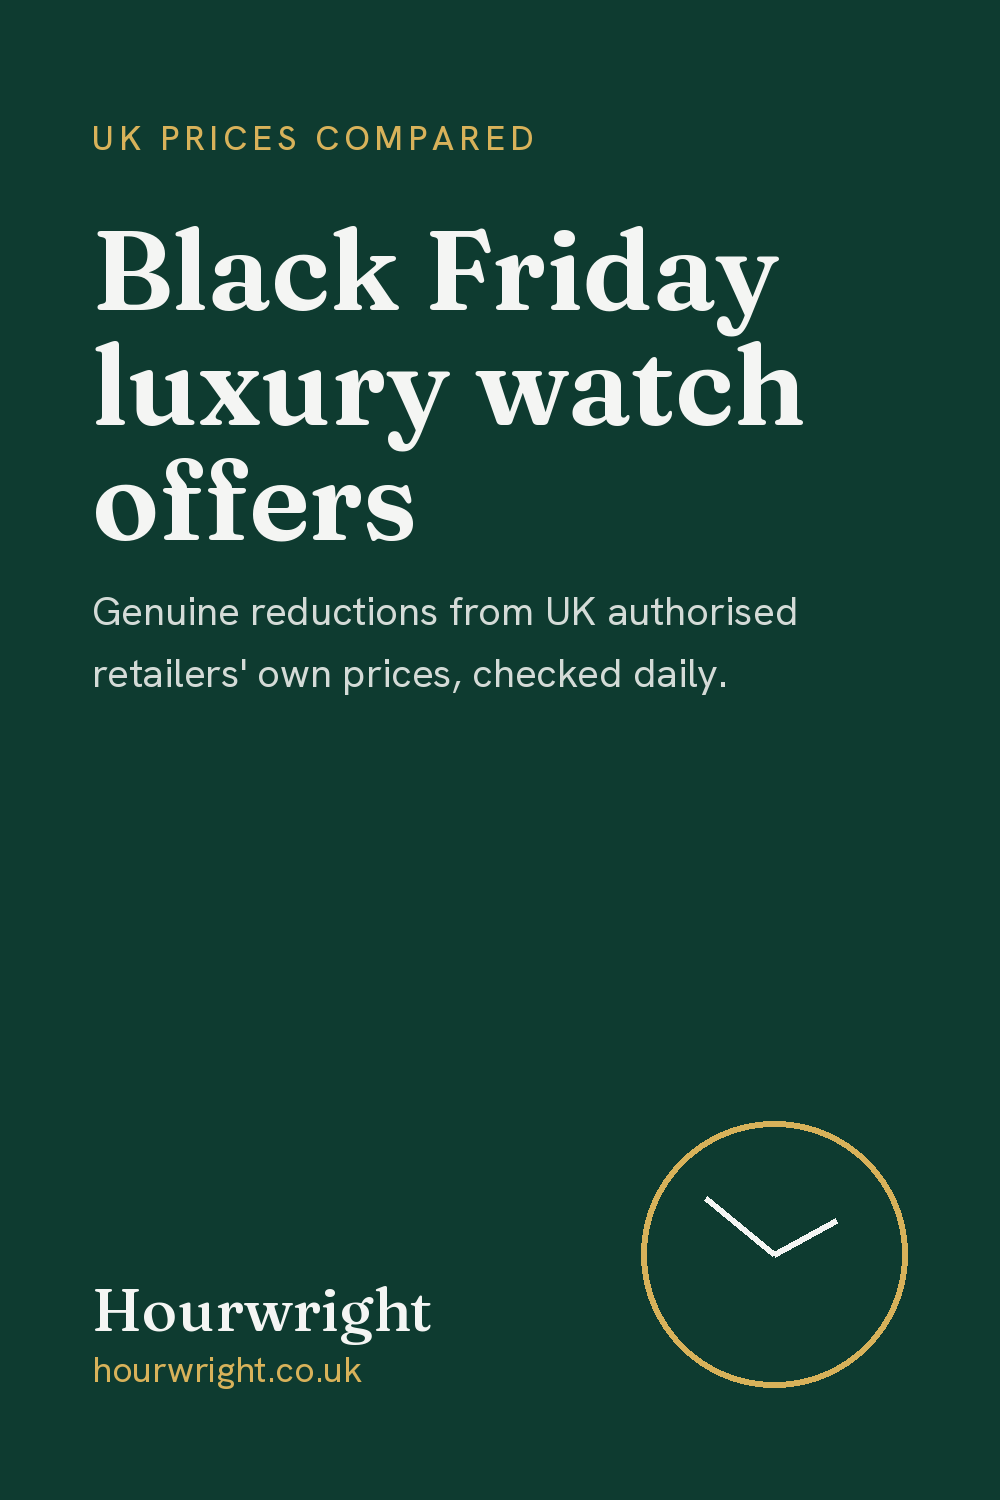 UK PRICES COMPARED
Black Friday
luxury watch
offers
Genuine reductions from UK authorised
retailers' own prices, checked daily.
Hourwright
hourwright.co.uk